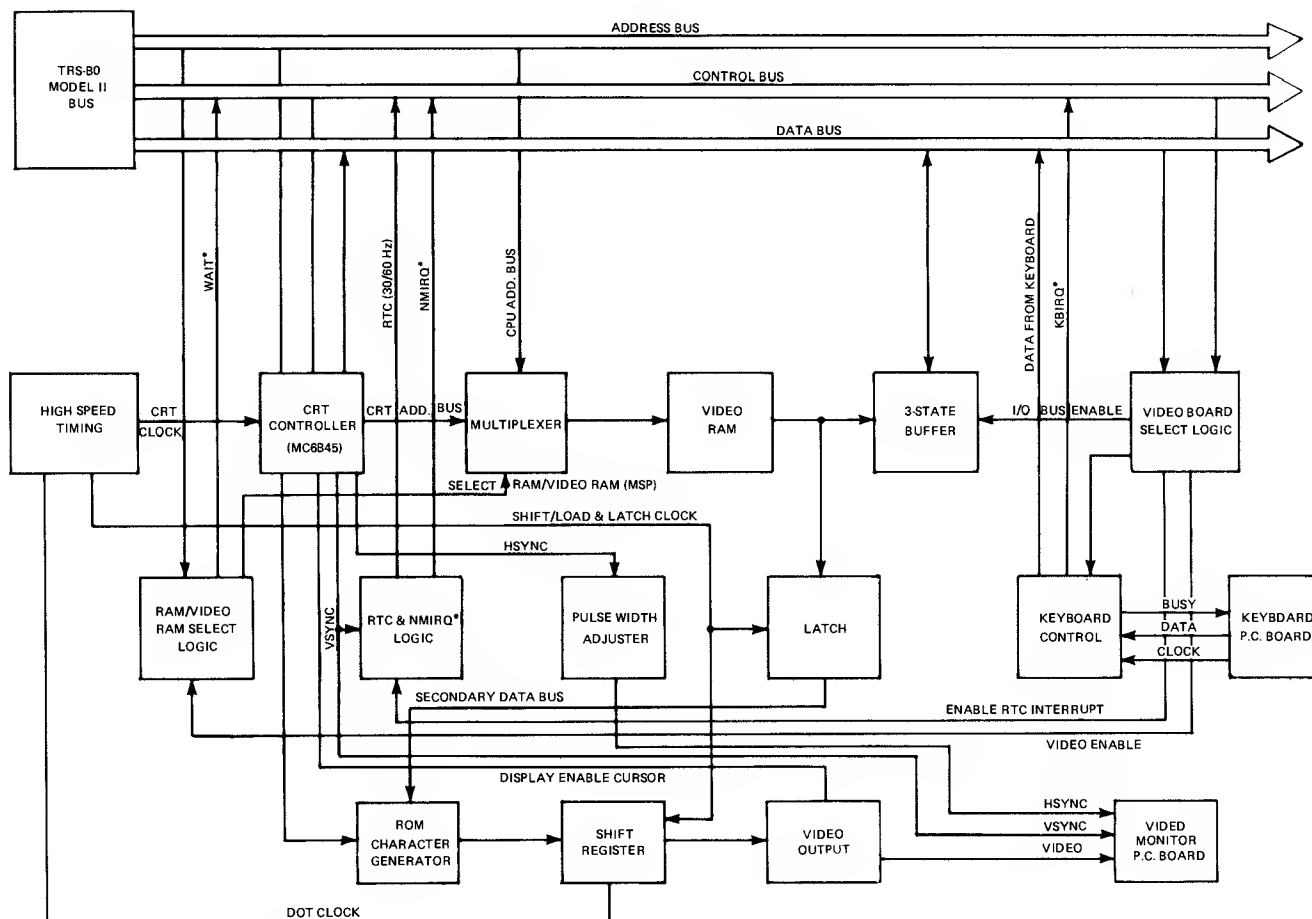 ADDRESS BUS
TRS-B0
MODEL II
BUS
CONTROL BUS
DATA BUS
WAIT*
RTC (30/60 Hz)
NMIRQ*
CPU ADD. BUS
DATA FROM KEYBOARD
KBIRQ*
HIGH SPEED
TIMING
CRT
CLOCK
CRT
CONTROLLER
(MC6B45)
CRT ADD. BUS
MULTIPLEXER
VIDEO
RAM
3-STATE
BUFFER
I/O BUS ENABLE
VIDEO BOARD
SELECT LOGIC
SELECT RAM/VIDEO RAM (MSP)
SHIFT/LOAD & LATCH CLOCK
HSYNC
RAM/VIDEO
RAM SELECT
LOGIC
VSYNC
RTC & NMIRQ*
LOGIC
PULSE WIDTH
ADJUSTER
LATCH
KEYBOARD
CONTROL
BUSY
DATA
CLOCK
KEYBDARD
P.C. BOARD
SECONDARY DATA BUS
ENABLE RTC INTERRUPT
VIDEO ENABLE
DISPLAY ENABLE CURSOR
ROM
CHARACTER
GENERATOR
SHIFT
REGISTER
VIDEO
OUTPUT
HSYNC
VSYNC
VIDEO
VIDED
MONITOR
P.C. BOARD
DOT CLOCK